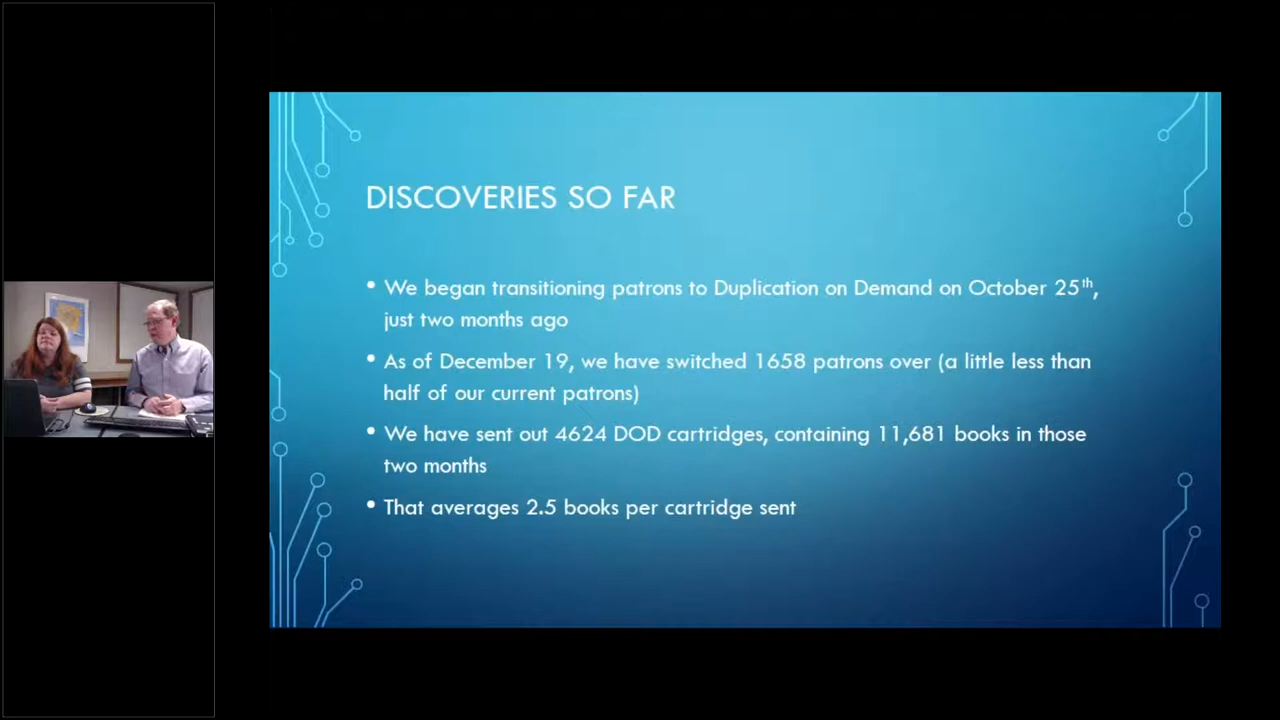 DISCOVERIES SO FAR
• We began transitioning patrons to Duplication on Demand on October 25th,
just two months ago
• As of December 19, we have switched 1658 patrons over (a little less than
half of our current patrons)
• We have sent out 4624 DOD cartridges, containing 11,681 books in those
two months
• That averages 2.5 books per cartridge sent